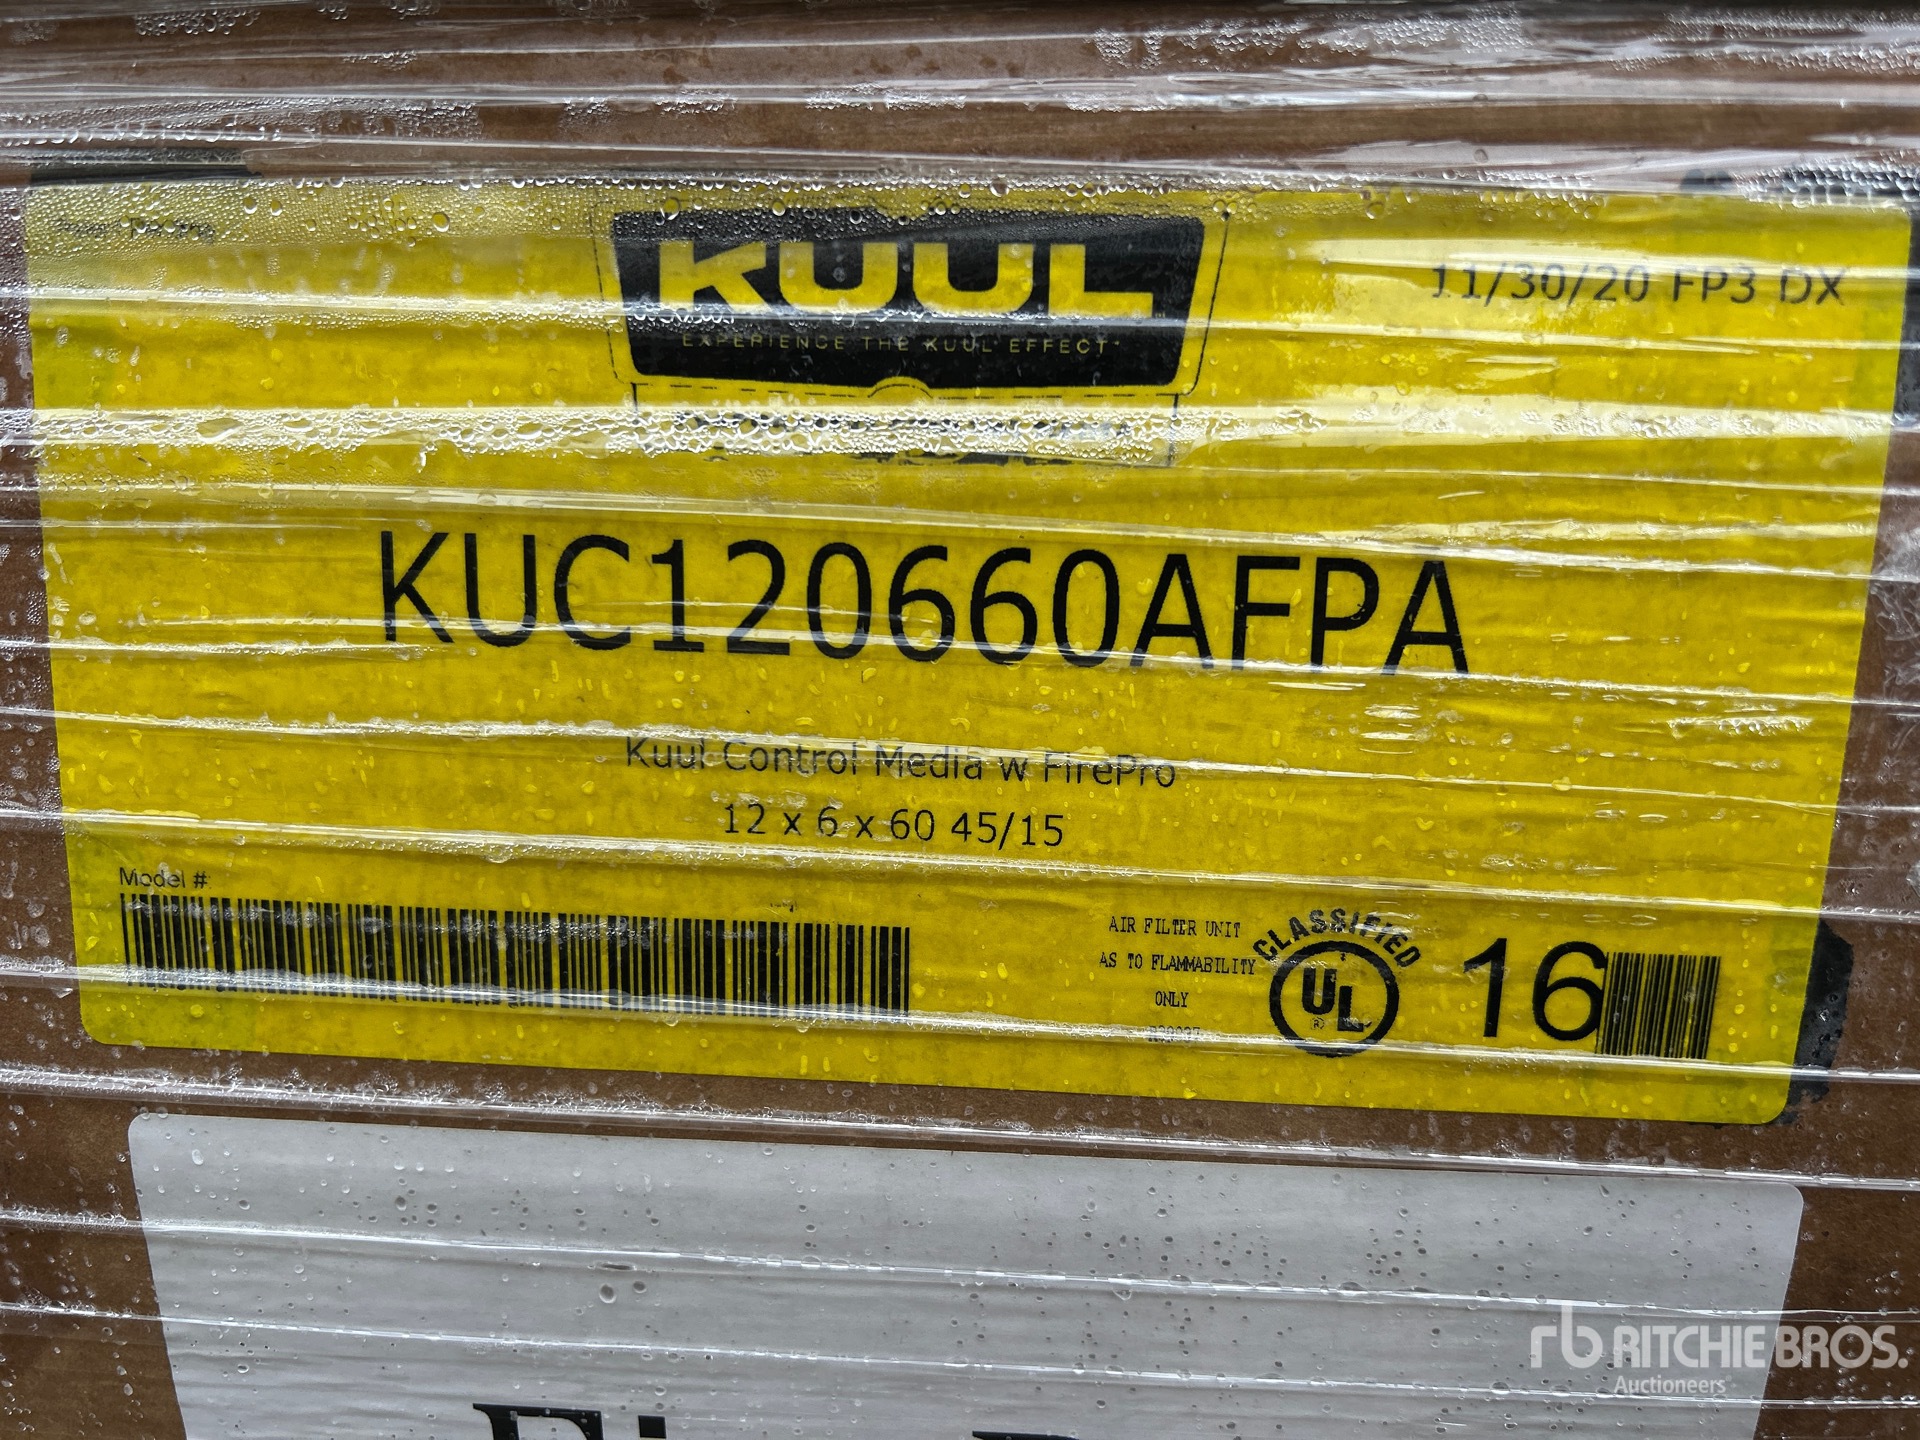 KUUL
EXPERIENCE THE KUUL EFFECT
11/30/20 FP3 DX
KUC120660AFPA
Kuul Control Media w FirePro
12 x 6 x 60 45/15
Model #:
AIR FILTER UNIT
AS TO FLAMMABILITY
ONLY
CLASSIFIED
UL
®
16
rb RITCHIE BROS.
Auctioneers